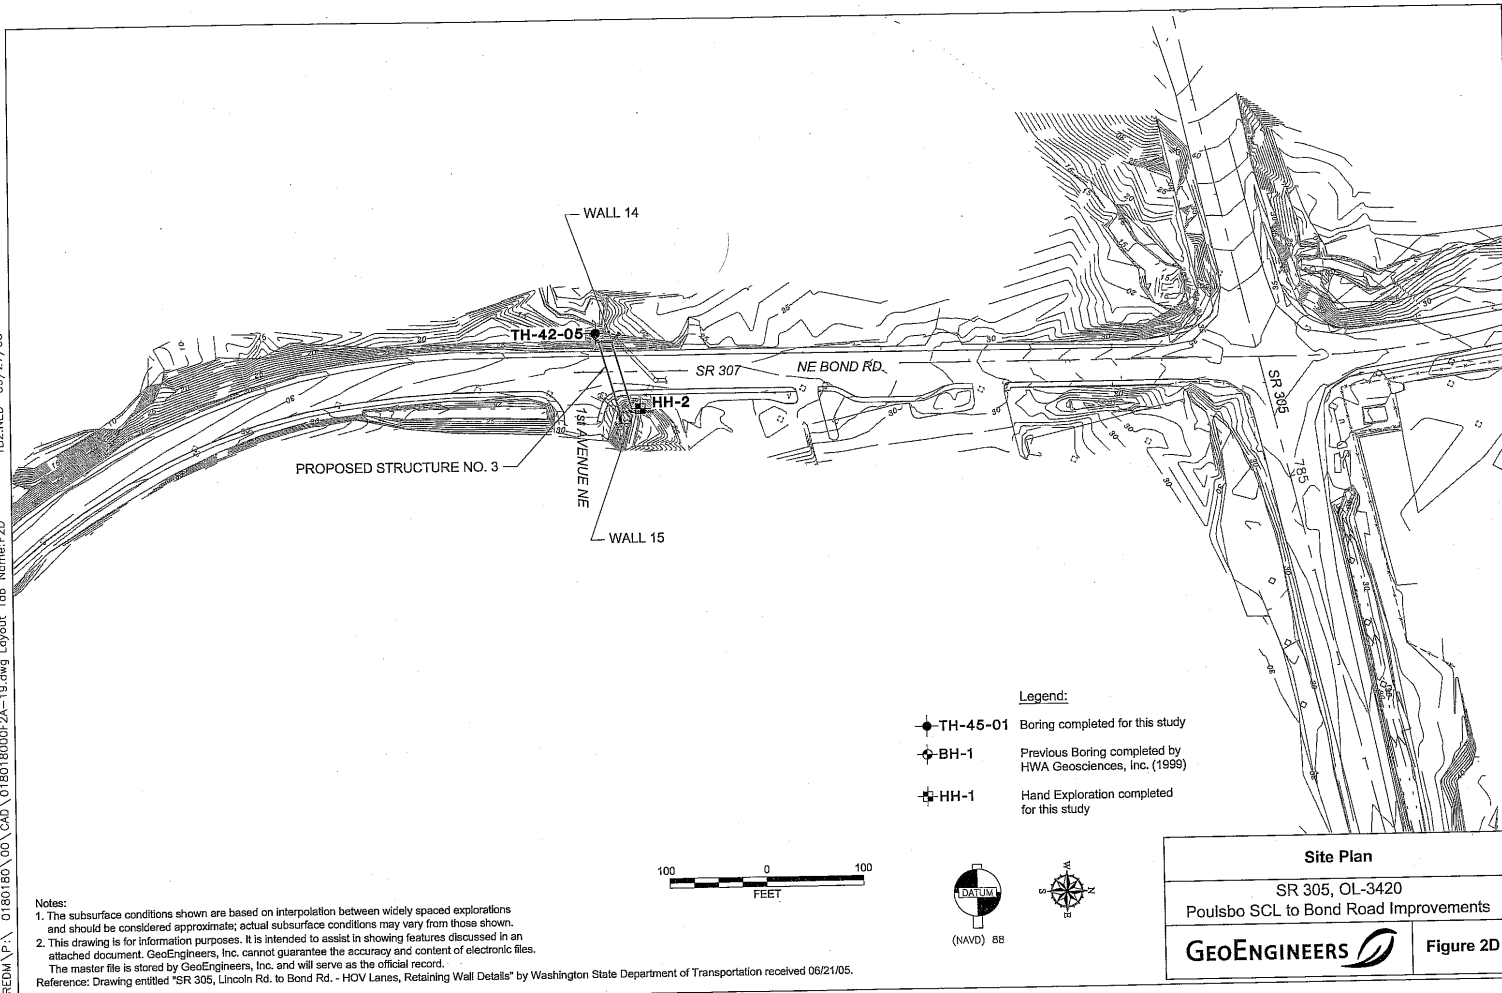 WALL 14
TH-42-05
SR 307
NE BOND RD.
HH-2
1st AVENUE NE
SR 305
785
PROPOSED STRUCTURE NO. 3
WALL 15
Legend:
TH-45-01 Boring completed for this study
BH-1 Previous Boring completed by
HWA Geosciences, Inc. (1999)
HH-1 Hand Exploration completed
for this study
100 0 100
FEET
DATUM
(NAVD) 88
W
S N
E
Notes:
1. The subsurface conditions shown are based on interpolation between widely spaced explorations
and should be considered approximate; actual subsurface conditions may vary from those shown.
2. This drawing is for information purposes. It is intended to assist in showing features discussed in an
attached document. GeoEngineers, Inc. cannot guarantee the accuracy and content of electronic files.
The master file is stored by GeoEngineers, Inc. and will serve as the official record.
Reference: Drawing entitled "SR 305, Lincoln Rd. to Bond Rd. - HOV Lanes, Retaining Wall Details" by Washington State Department of Transportation received 06/21/05.
Site Plan
SR 305, OL-3420
Poulsbo SCL to Bond Road Improvements
GEOENGINEERS
Figure 2D